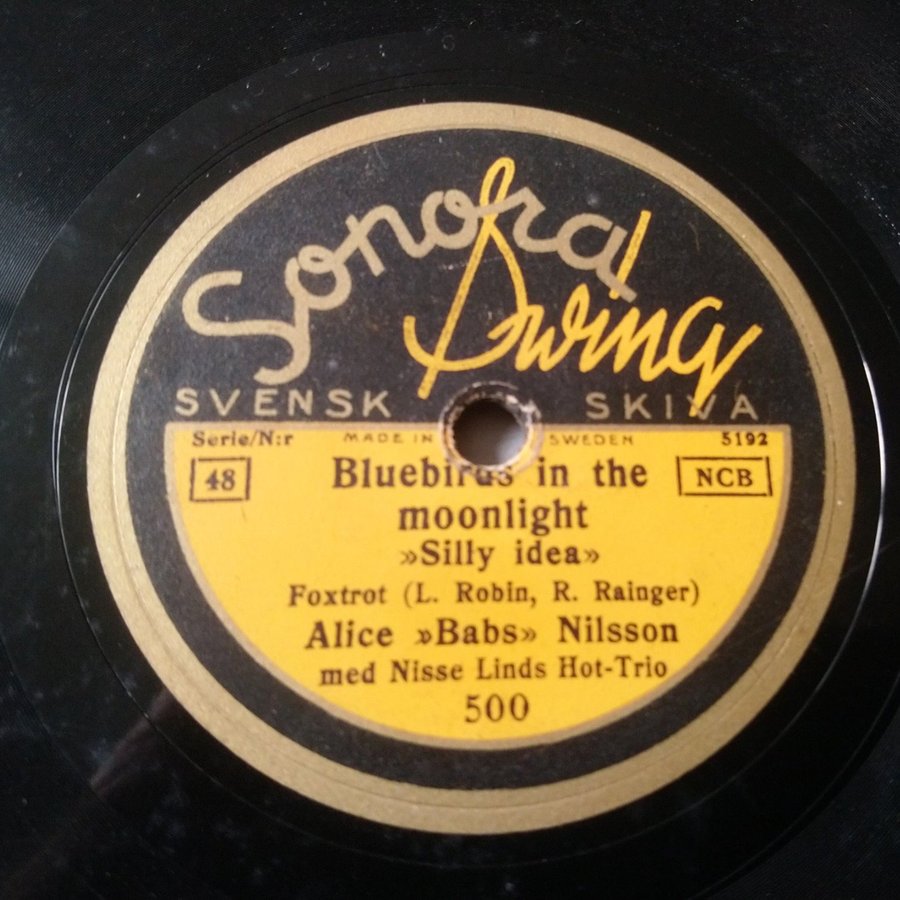 Sonora
Swing
SVENSK SKIVA
Serie/N:r MADE IN SWEDEN 5192
48 Bluebirds in the NCB
moonlight
»Silly idea»
Foxtrot (L. Robin, R. Rainger)
Alice »Babs» Nilsson
med Nisse Linds Hot-Trio
500